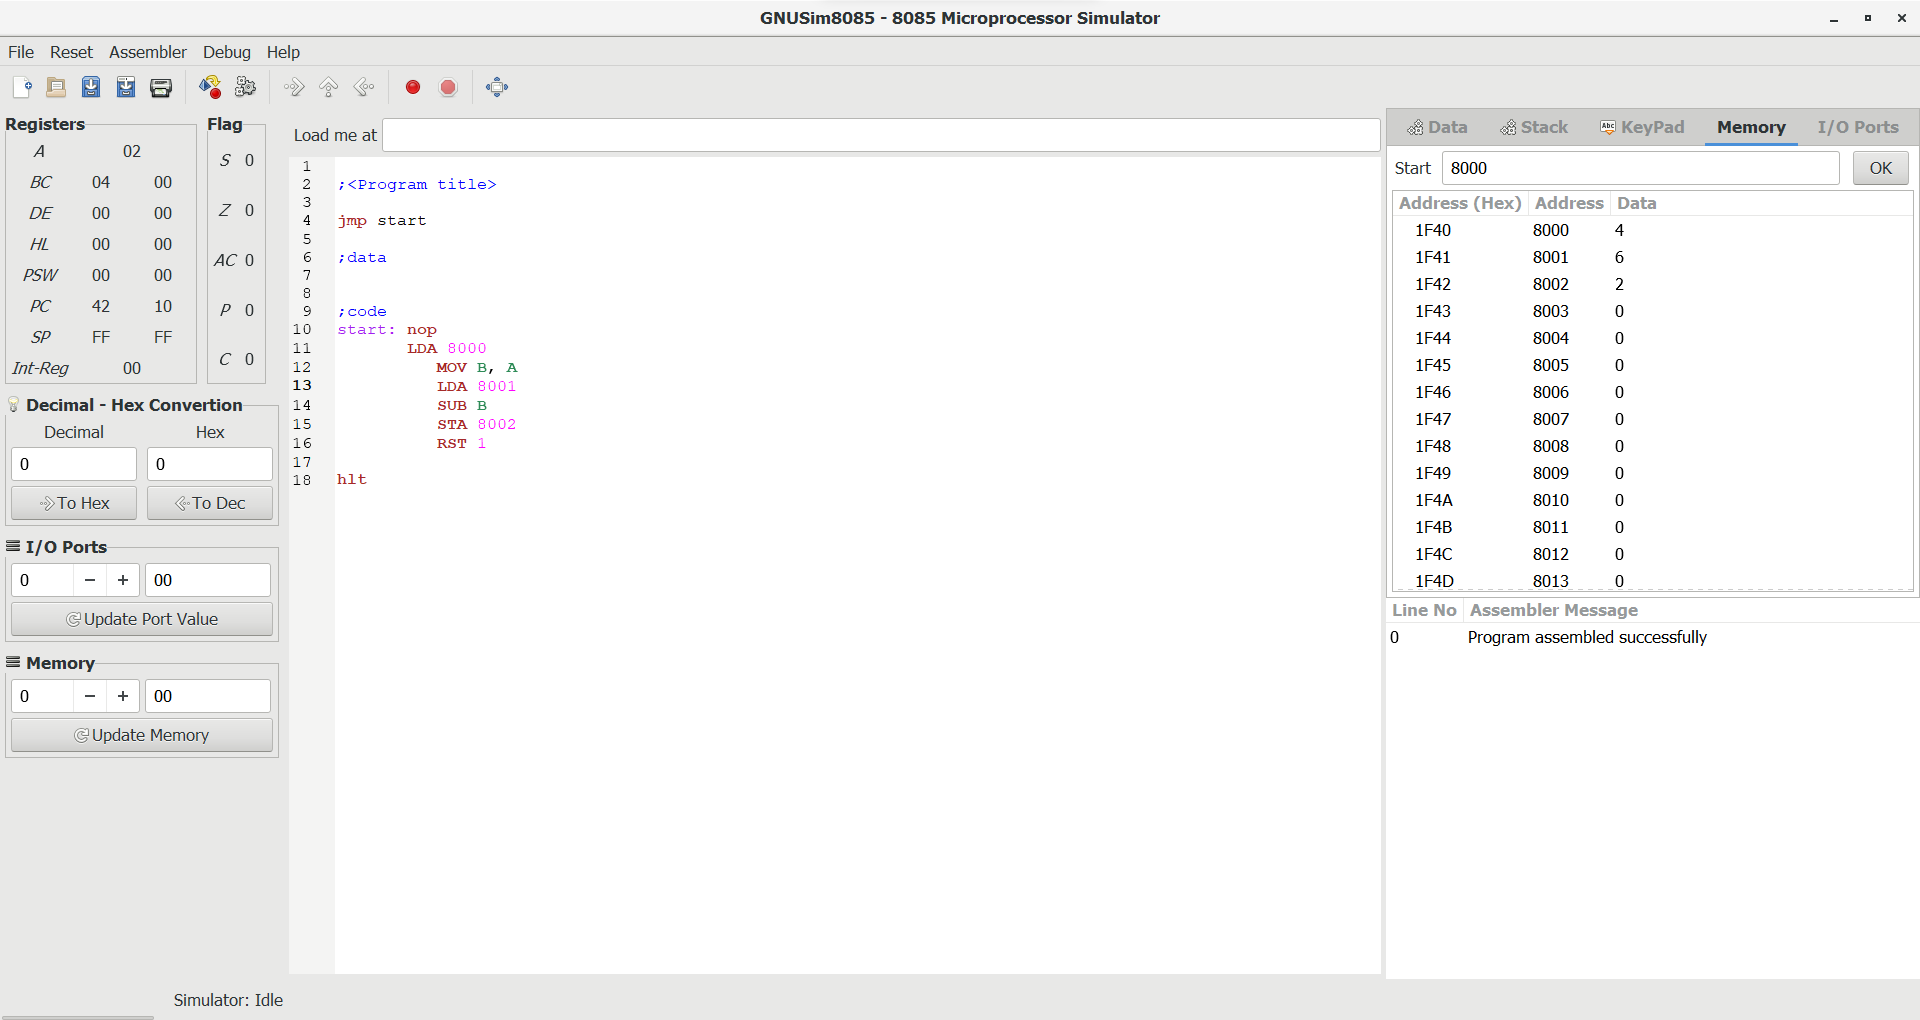 GNUSim8085 - 8085 Microprocessor Simulator
File Reset Assembler Debug Help
Registers
A 02
BC 04 00
DE 00 00
HL 00 00
PSW 00 00
PC 42 10
SP FF FF
Int-Reg 00
Flag
S 0
Z 0
AC 0
P 0
C 0
Decimal - Hex Convertion
Decimal Hex
0 0
To Hex To Dec
I/O Ports
0 − + 00
Update Port Value
Memory
0 − + 00
Update Memory
Load me at
1
2 ;<Program title>
3
4 jmp start
5
6 ;data
7
8
9 ;code
10 start: nop
11 LDA 8000
12 MOV B, A
13 LDA 8001
14 SUB B
15 STA 8002
16 RST 1
17
18 hlt
Data Stack Abc KeyPad Memory I/O Ports
Start 8000 OK
Address (Hex) Address Data
1F40 8000 4
1F41 8001 6
1F42 8002 2
1F43 8003 0
1F44 8004 0
1F45 8005 0
1F46 8006 0
1F47 8007 0
1F48 8008 0
1F49 8009 0
1F4A 8010 0
1F4B 8011 0
1F4C 8012 0
1F4D 8013 0
Line No Assembler Message
0 Program assembled successfully
Simulator: Idle